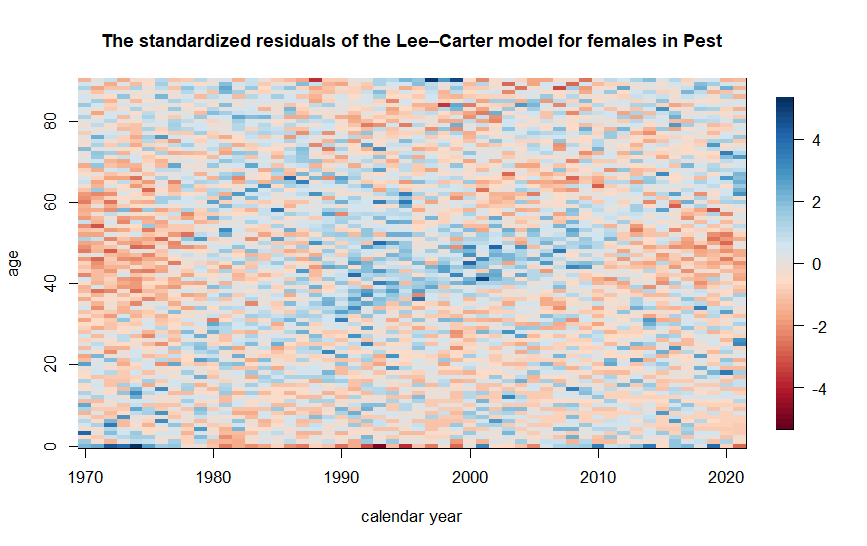 The standardized residuals of the Lee–Carter model for females in Pest
age
80
60
40
20
0
1970 1980 1990 2000 2010 2020
calendar year
4
2
0
-2
-4